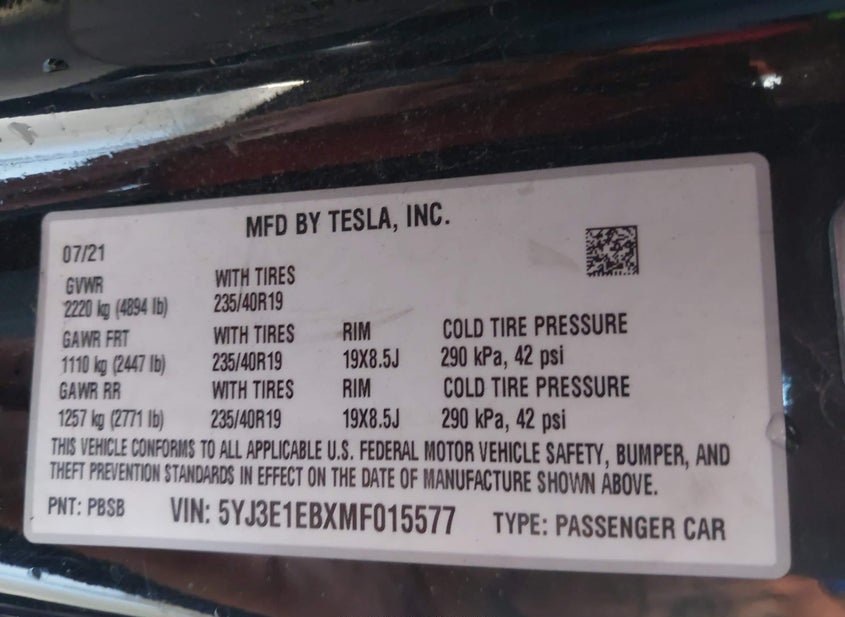 MFD BY TESLA, INC.
07/21
GVWR WITH TIRES
2220 kg (4894 lb) 235/40R19
GAWR FRT WITH TIRES RIM COLD TIRE PRESSURE
1110 kg (2447 lb) 235/40R19 19X8.5J 290 kPa, 42 psi
GAWR RR WITH TIRES RIM COLD TIRE PRESSURE
1257 kg (2771 lb) 235/40R19 19X8.5J 290 kPa, 42 psi
THIS VEHICLE CONFORMS TO ALL APPLICABLE U.S. FEDERAL MOTOR VEHICLE SAFETY, BUMPER, AND
THEFT PREVENTION STANDARDS IN EFFECT ON THE DATE OF MANUFACTURE SHOWN ABOVE.
PNT: PBSB VIN: 5YJ3E1EBXMF015577 TYPE: PASSENGER CAR